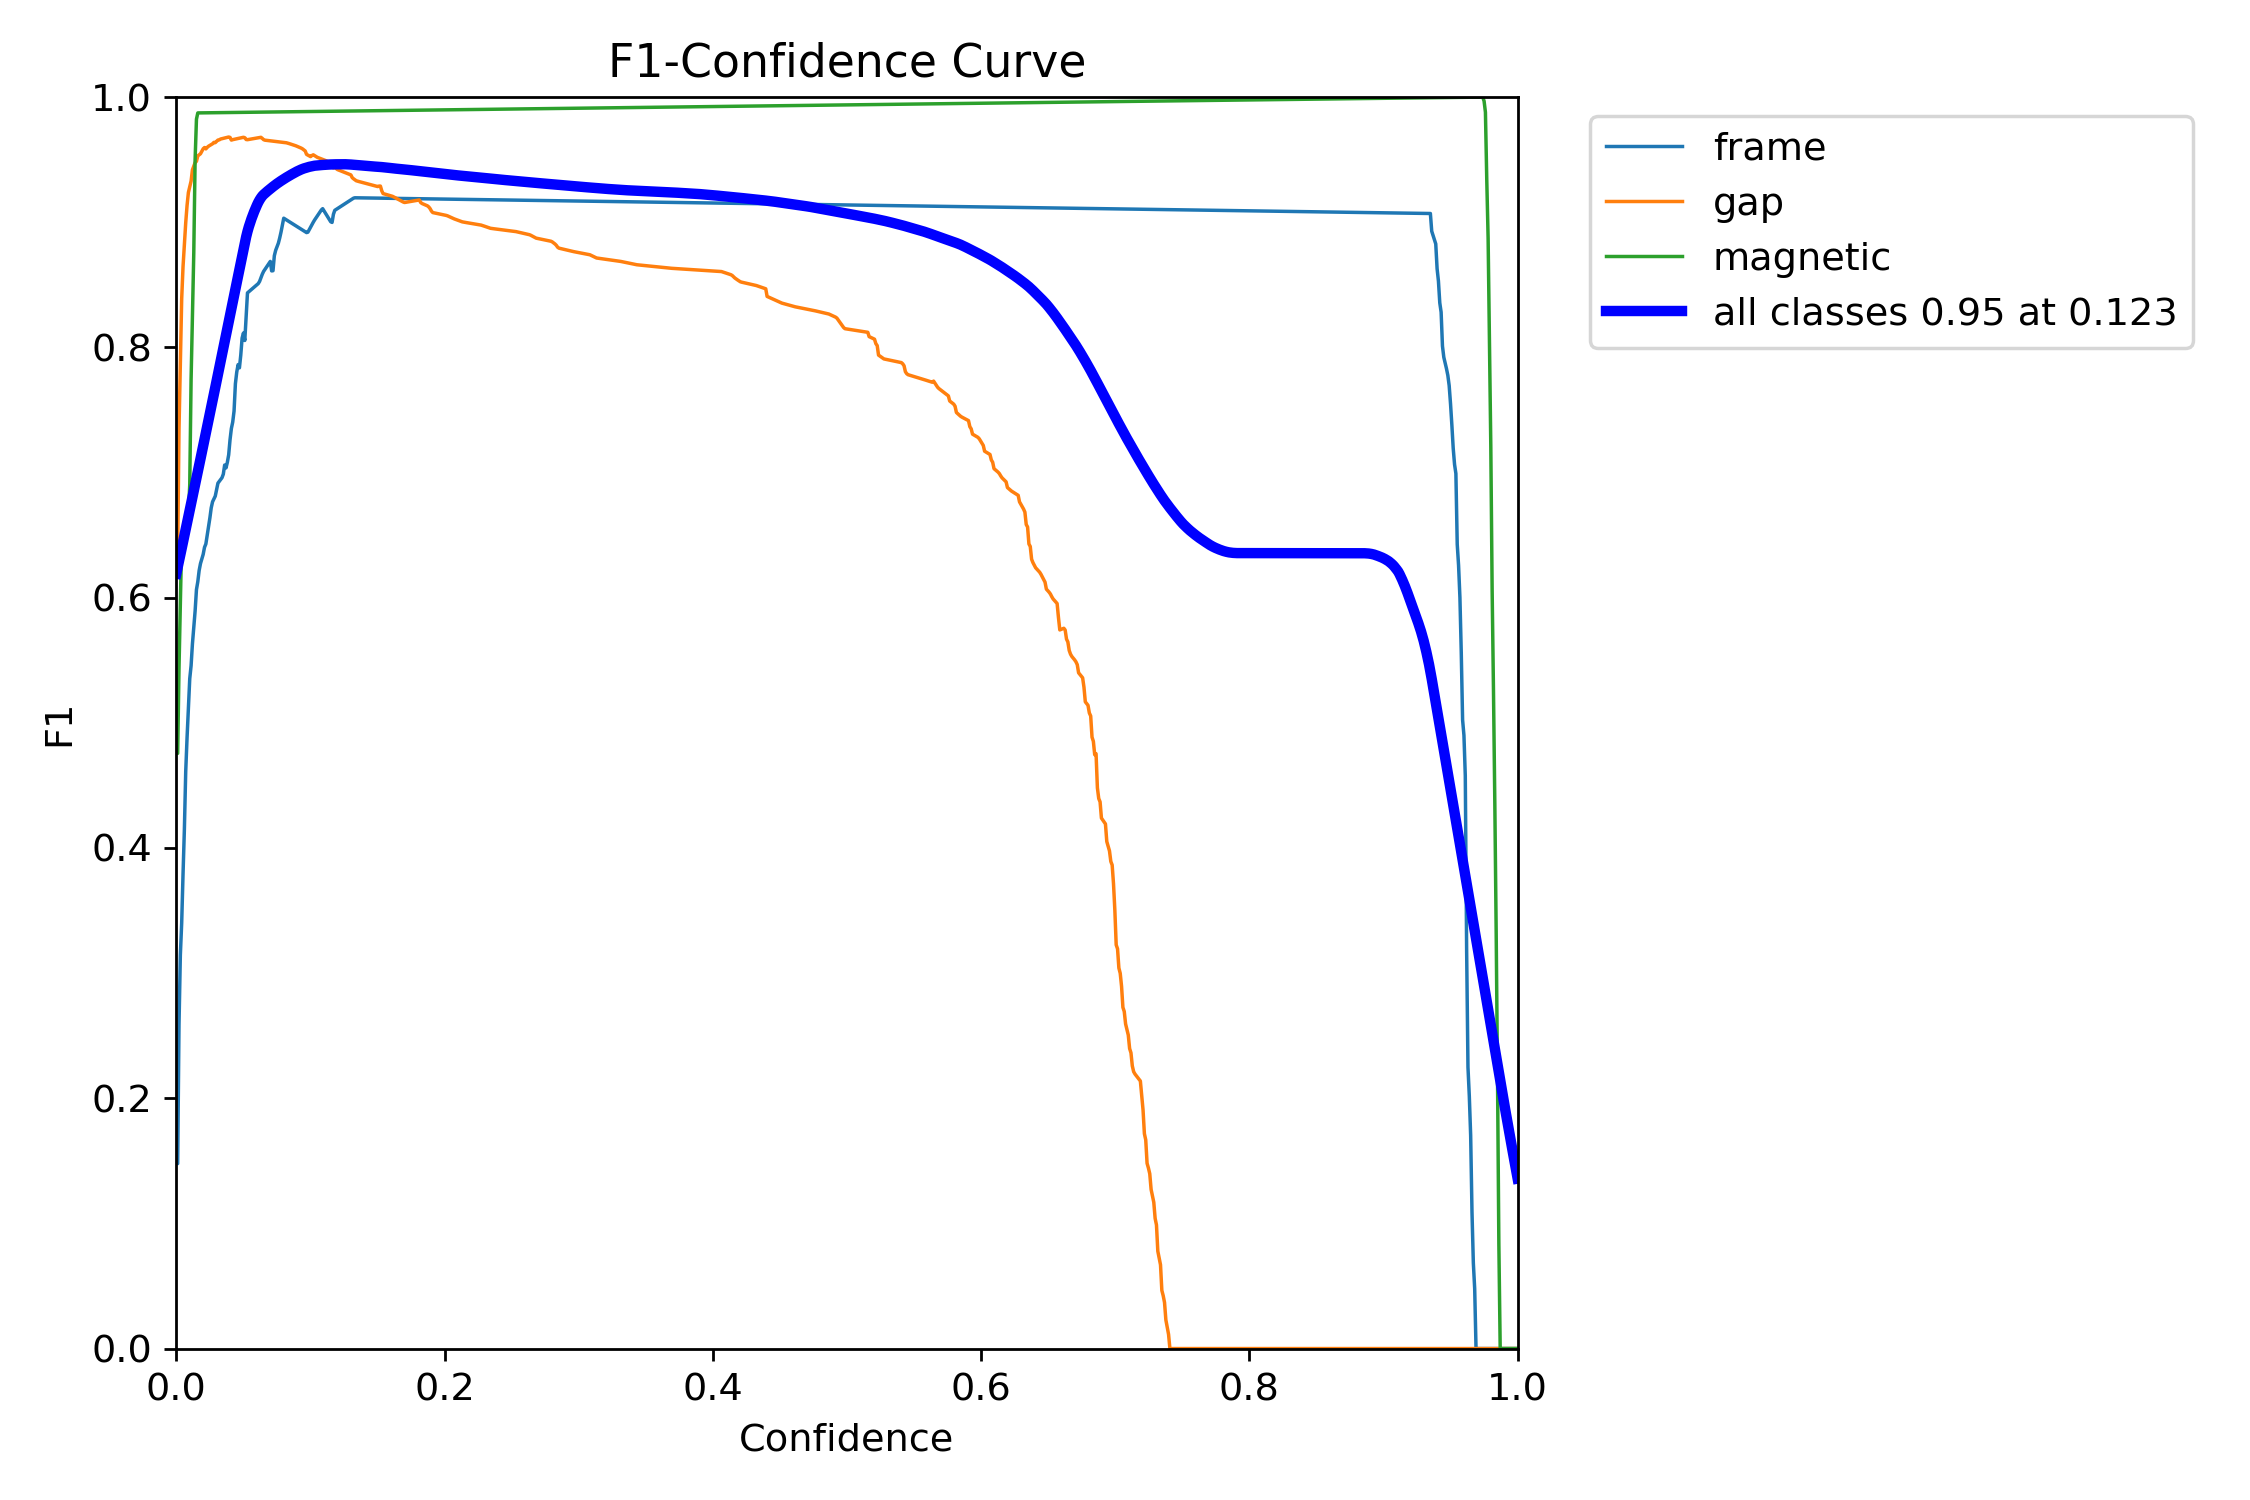 F1-Confidence Curve
1.0
0.8
0.6
0.4
0.2
0.0
F1
0.0 0.2 0.4 0.6 0.8 1.0
Confidence
frame
gap
magnetic
all classes 0.95 at 0.123